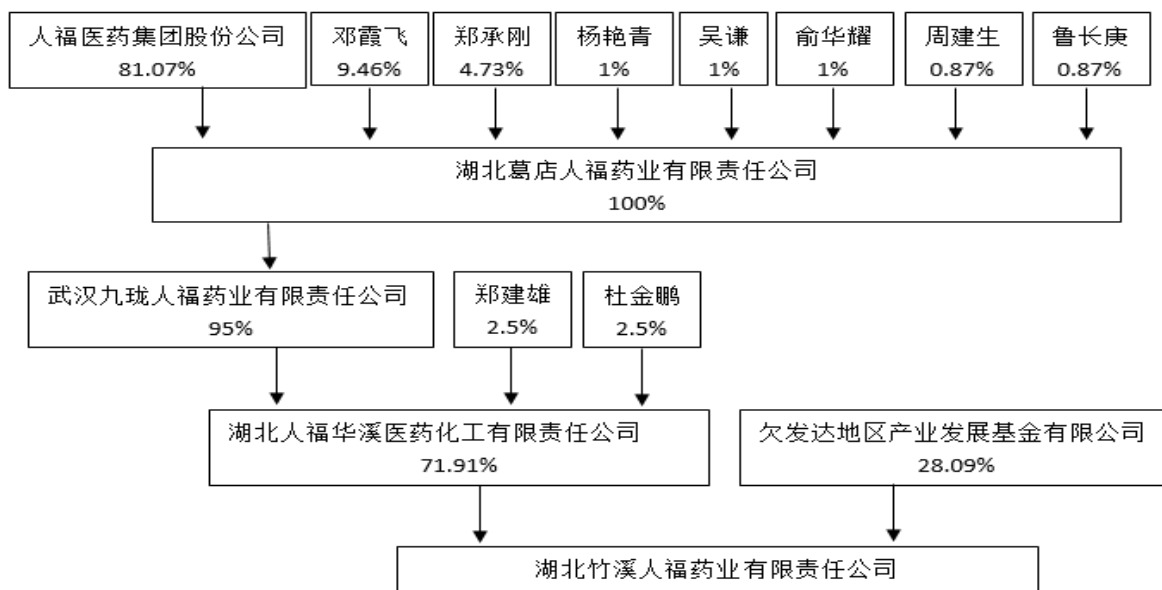 人福医药集团股份公司
81.07%
邓霞飞
9.46%
郑承刚
4.73%
杨艳青
1%
吴谦
1%
俞华耀
1%
周建生
0.87%
鲁长庚
0.87%
湖北葛店人福药业有限责任公司
100%
武汉九珑人福药业有限责任公司
95%
郑建雄
2.5%
杜金鹏
2.5%
湖北人福华溪医药化工有限责任公司
71.91%
欠发达地区产业发展基金有限公司
28.09%
湖北竹溪人福药业有限责任公司